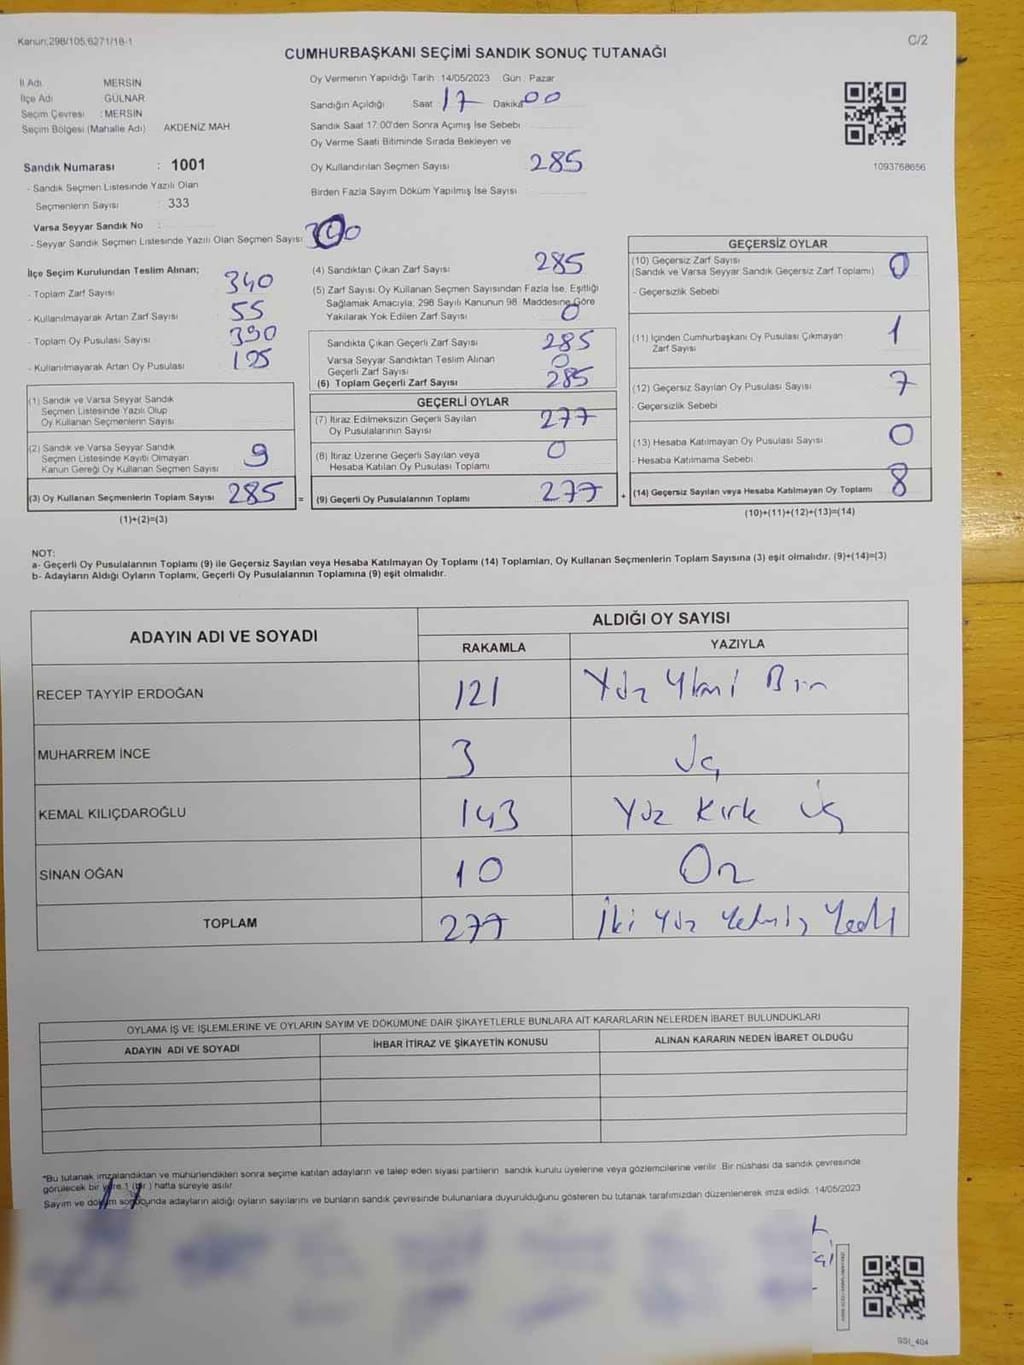 Kanun:298/105,6271/18-1
C/2
CUMHURBAŞKANI SEÇİMİ SANDIK SONUÇ TUTANAĞI
İl Adı MERSİN
İlçe Adı GÜLNAR
Seçim Çevresi : MERSİN
Seçim Bölgesi (Mahalle Adı) AKDENİZ MAH
Sandık Numarası : 1001
- Sandık Seçmen Listesinde Yazılı Olan
Seçmenlerin Sayısı : 333
Varsa Seyyar Sandık No :
- Seyyar Sandık Seçmen Listesinde Yazılı Olan Seçmen Sayısı:
Oy Vermenin Yapıldığı Tarih :14/05/2023 Gün : Pazar
Sandığın Açıldığı Saat 17 Dakika 00
Sandık Saat 17:00'den Sonra Açılmış İse Sebebi
Oy Verme Saati Bitiminde Sırada Bekleyen ve
Oy Kullandırılan Seçmen Sayısı 285
Birden Fazla Sayım Döküm Yapılmış İse Sayısı
1093768656
İlçe Seçim Kurulundan Teslim Alınan;
- Toplam Zarf Sayısı 340
- Kullanılmayarak Artan Zarf Sayısı 55
- Toplam Oy Pusulası Sayısı 390
- Kullanılmayarak Artan Oy Pusulası
(1) Sandık ve Varsa Seyyar Sandık
Seçmen Listesinde Yazılı Olup
Oy Kullanan Seçmenlerin Sayısı
(2) Sandık ve Varsa Seyyar Sandık
Seçmen Listesinde Kayıtlı Olmayan
Kanun Gereği Oy Kullanan Seçmen Sayısı 9
(3) Oy Kullanan Seçmenlerin Toplam Sayısı 285 =
(1)+(2)=(3)
(4) Sandıktan Çıkan Zarf Sayısı 285
(5) Zarf Sayısı Oy Kullanan Seçmen Sayısından Fazla İse, Eşitliği
Sağlamak Amacıyla; 298 Sayılı Kanunun 98. Maddesine Göre
Yakılarak Yok Edilen Zarf Sayısı 0
Sandıkta Çıkan Geçerli Zarf Sayısı 285
Varsa Seyyar Sandıktan Teslim Alınan
Geçerli Zarf Sayısı 0
(6) Toplam Geçerli Zarf Sayısı 285
GEÇERLİ OYLAR
(7) İtiraz Edilmeksizin Geçerli Sayılan
Oy Pusulalarının Sayısı 277
(8) İtiraz Üzerine Geçerli Sayılan veya
Hesaba Katılan Oy Pusulası Toplamı 0
(9) Geçerli Oy Pusulalarının Toplamı 277 +
GEÇERSİZ OYLAR
(10) Geçersiz Zarf Sayısı
(Sandık ve Varsa Seyyar Sandık Geçersiz Zarf Toplamı) 0
- Geçersizlik Sebebi
(11) İçinden Cumhurbaşkanı Oy Pusulası Çıkmayan
Zarf Sayısı 1
(12) Geçersiz Sayılan Oy Pusulası Sayısı 7
- Geçersizlik Sebebi
(13) Hesaba Katılmayan Oy Pusulası Sayısı 0
- Hesaba Katılmama Sebebi
(14) Geçersiz Sayılan veya Hesaba Katılmayan Oy Toplamı 8
(10)+(11)+(12)+(13)=(14)
NOT:
a- Geçerli Oy Pusulalarının Toplamı (9) ile Geçersiz Sayılan veya Hesaba Katılmayan Oy Toplamı (14) Toplamları, Oy Kullanan Seçmenlerin Toplam Sayısına (3) eşit olmalıdır. (9)+(14)=(3)
b- Adayların Aldığı Oyların Toplamı, Geçerli Oy Pusulalarının Toplamına (9) eşit olmalıdır.
ADAYIN ADI VE SOYADI
ALDIĞI OY SAYISI
RAKAMLA YAZIYLA
RECEP TAYYİP ERDOĞAN 121 Yüz Yirmi Bir
MUHARREM İNCE 3 Üç
KEMAL KILIÇDAROĞLU 143 Yüz Kırk Üç
SİNAN OĞAN 10 On
TOPLAM 277 İki Yüz Yetmiş Yedi
OYLAMA İŞ VE İŞLEMLERİNE VE OYLARIN SAYIM VE DÖKÜMÜNE DAİR ŞİKAYETLERLE BUNLARA AİT KARARLARIN NELERDEN İBARET BULUNDUKLARI
ADAYIN ADI VE SOYADI İHBAR İTİRAZ VE ŞİKAYETİN KONUSU ALINAN KARARIN NEDEN İBARET OLDUĞU
*Bu tutanak imzalandıktan ve mühürlendikten sonra seçime katılan adayların ve talep eden siyasi partilerin sandık kurulu üyelerine veya gözlemcilerine verilir. Bir nüshası da sandık çevresinde
görülecek bir yere 1 (bir) hafta süreyle asılır.
Sayım ve döküm sonucunda adayların aldığı oyların sayılarını ve bunların sandık çevresinde bulunanlara duyurulduğunu gösteren bu tutanak tarafımızdan düzenlenerek imza edildi. 14/05/2023